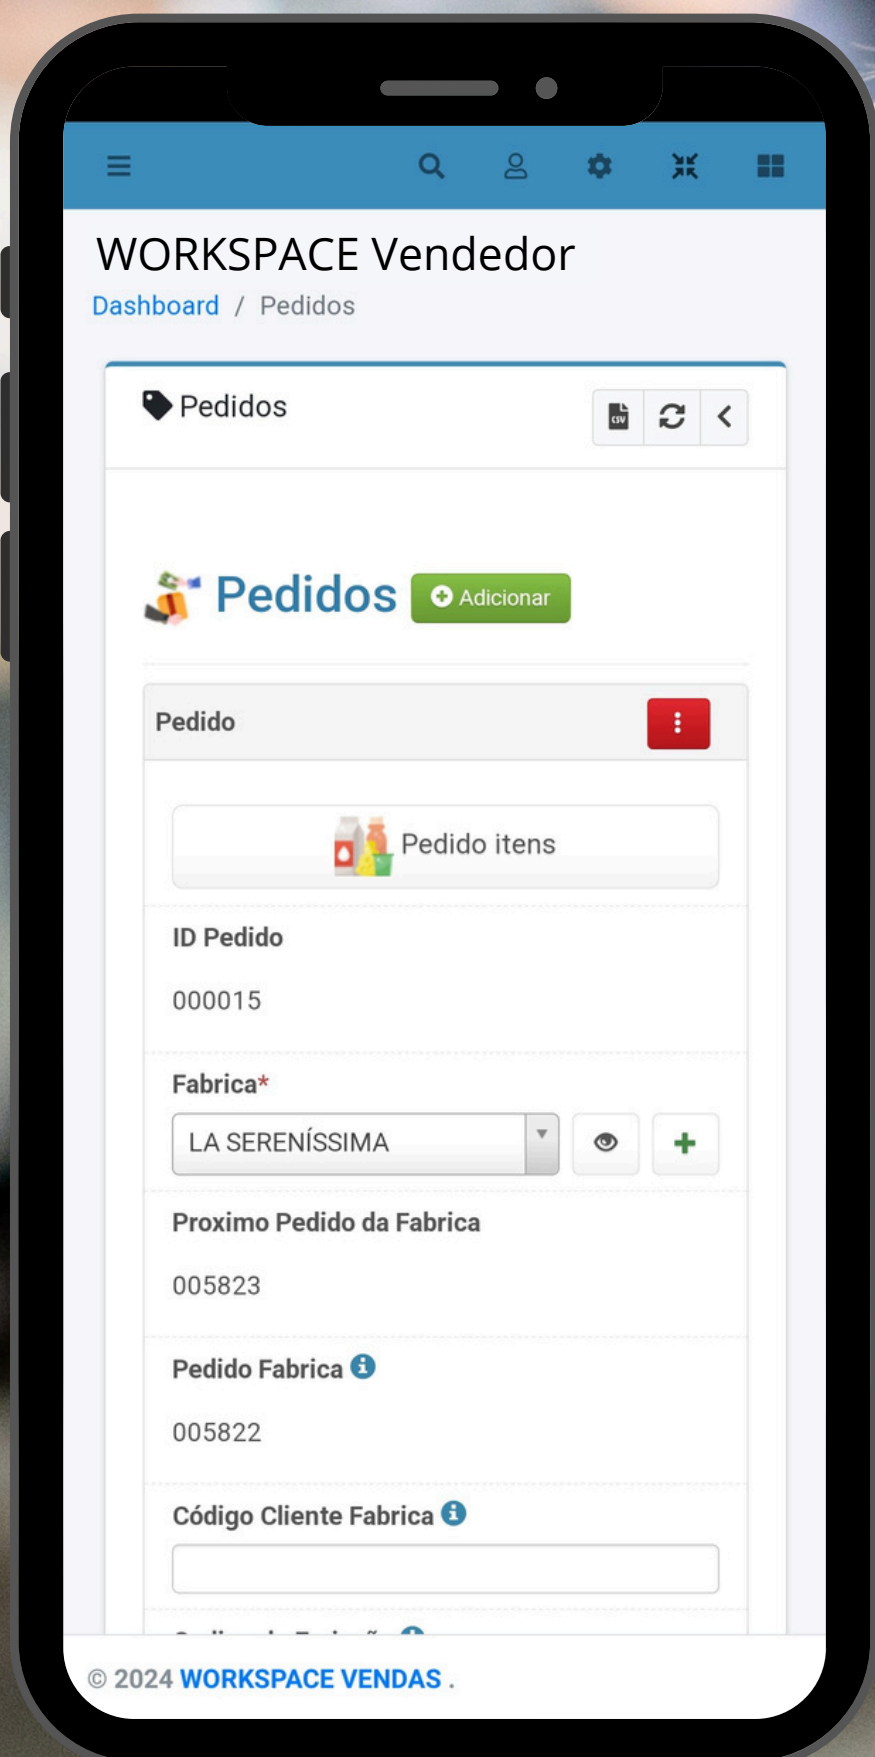 WORKSPACE Vendedor
Dashboard / Pedidos
Pedidos
CSV
Pedidos
Adicionar
Pedido
Pedido itens
ID Pedido
000015
Fabrica*
LA SERENÍSSIMA
Proximo Pedido da Fabrica
005823
Pedido Fabrica
005822
Código Cliente Fabrica
© 2024 WORKSPACE VENDAS .